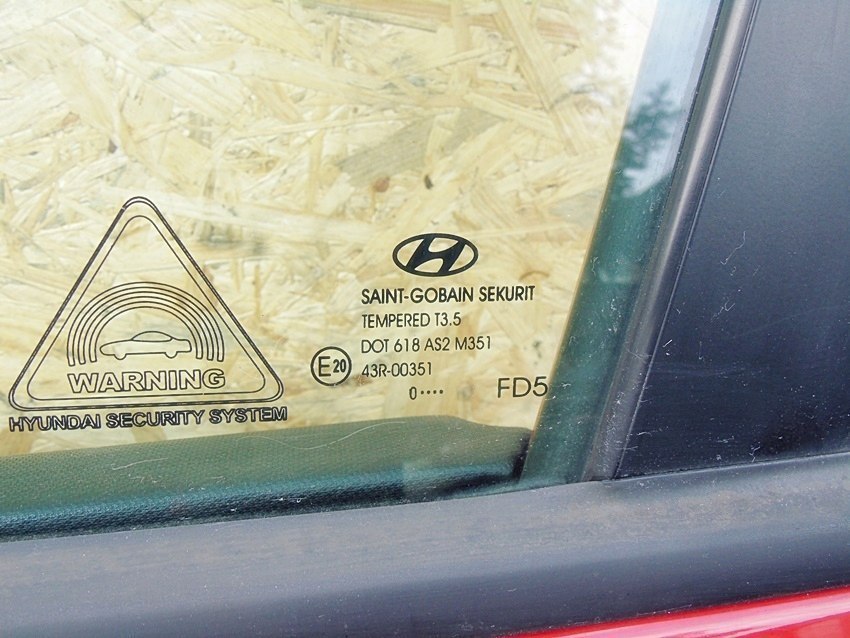 WARNING
HYUNDAI SECURITY SYSTEM
SAINT-GOBAIN SEKURIT
TEMPERED T3.5
DOT 618 AS2 M351
E20
43R-00351
0····
FD5